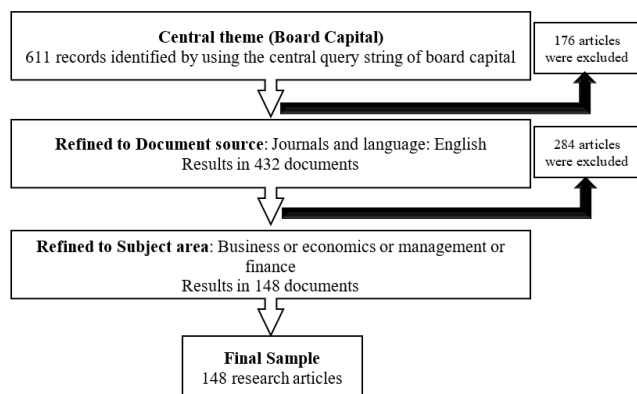 Central theme (Board Capital)
611 records identified by using the central query string of board capital
176 articles
were excluded
Refined to Document source: Journals and language: English
Results in 432 documents
284 articles
were excluded
Refined to Subject area: Business or economics or management or
finance
Results in 148 documents
Final Sample
148 research articles